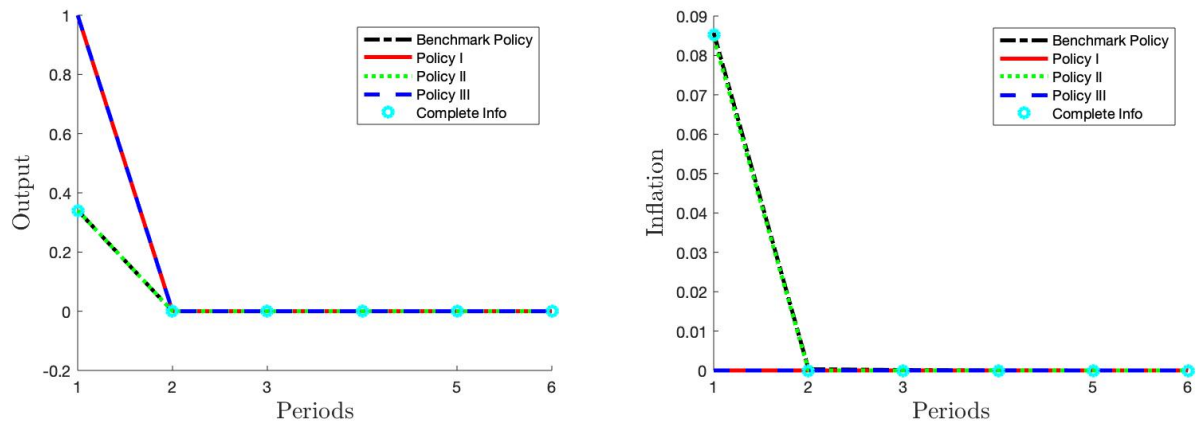 1
0.8
0.6
0.4
0.2
0
-0.2
Output
1 2 3 5 6
Periods
Benchmark Policy
Policy I
Policy II
Policy III
Complete Info
0.09
0.08
0.07
0.06
0.05
0.04
0.03
0.02
0.01
0
Inflation
1 2 3 5 6
Periods
Benchmark Policy
Policy I
Policy II
Policy III
Complete Info